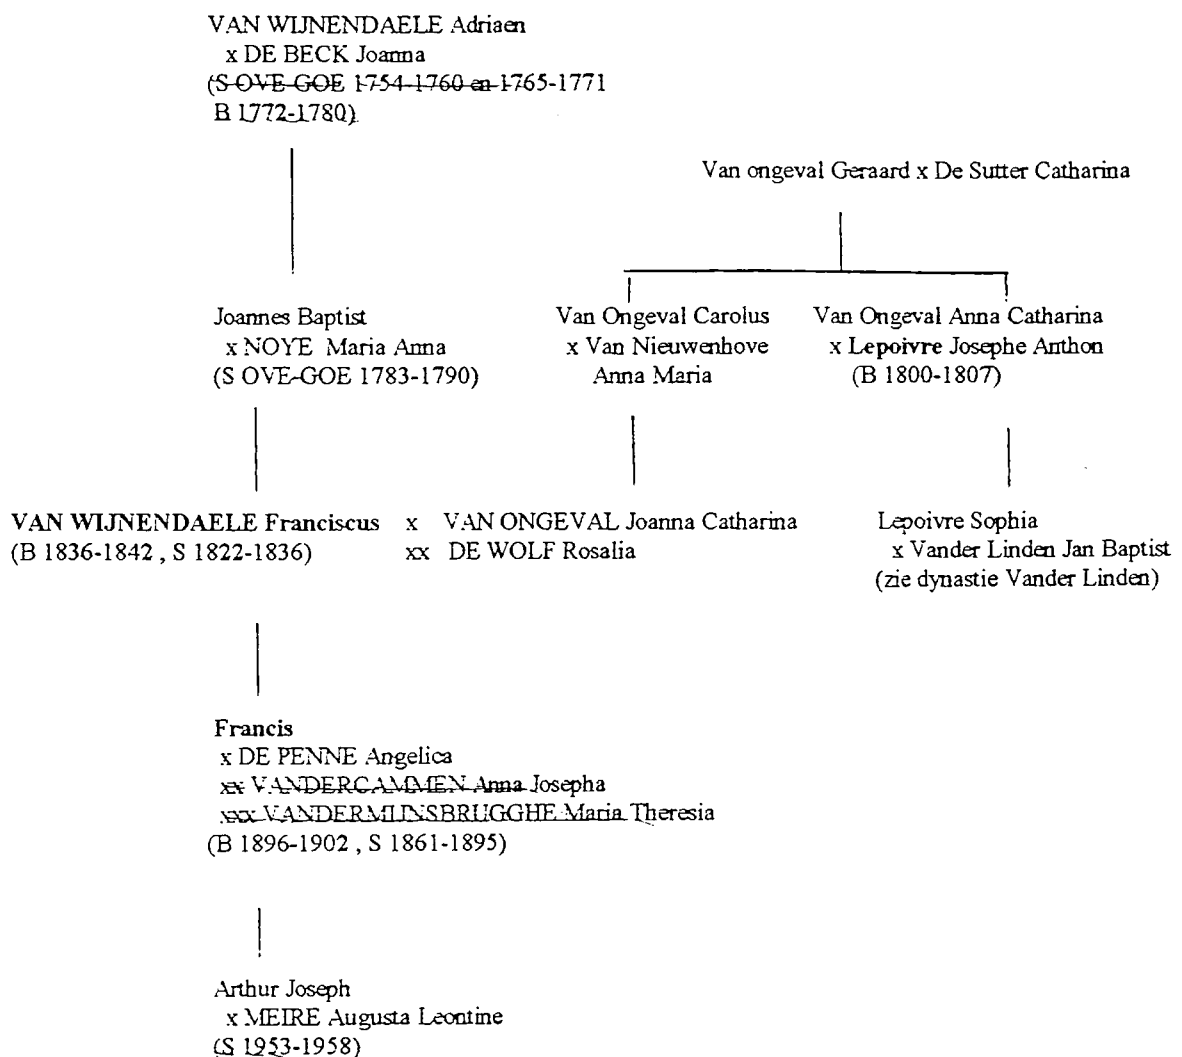 VAN WIJNENDAELE Adriaen
x DE BECK Joanna
(S OVE-GOE 1754-1760 en 1765-1771
B 1772-1780)
Van ongeval Geraard x De Sutter Catharina
Joannes Baptist
x NOYE Maria Anna
(S OVE-GOE 1783-1790)
Van Ongeval Carolus
x Van Nieuwenhove
Anna Maria
Van Ongeval Anna Catharina
x Lepoivre Josephe Anthon
(B 1800-1807)
VAN WIJNENDAELE Franciscus x VAN ONGEVAL Joanna Catharina
(B 1836-1842 , S 1822-1836) xx DE WOLF Rosalia
Lepoivre Sophia
x Vander Linden Jan Baptist
(zie dynastie Vander Linden)
Francis
x DE PENNE Angelica
xx VANDERCAMMEN Anna Josepha
xxx VANDERMIJNSBRUGGHE Maria Theresia
(B 1896-1902 , S 1861-1895)
Arthur Joseph
x MEIRE Augusta Leontine
(S 1953-1958)